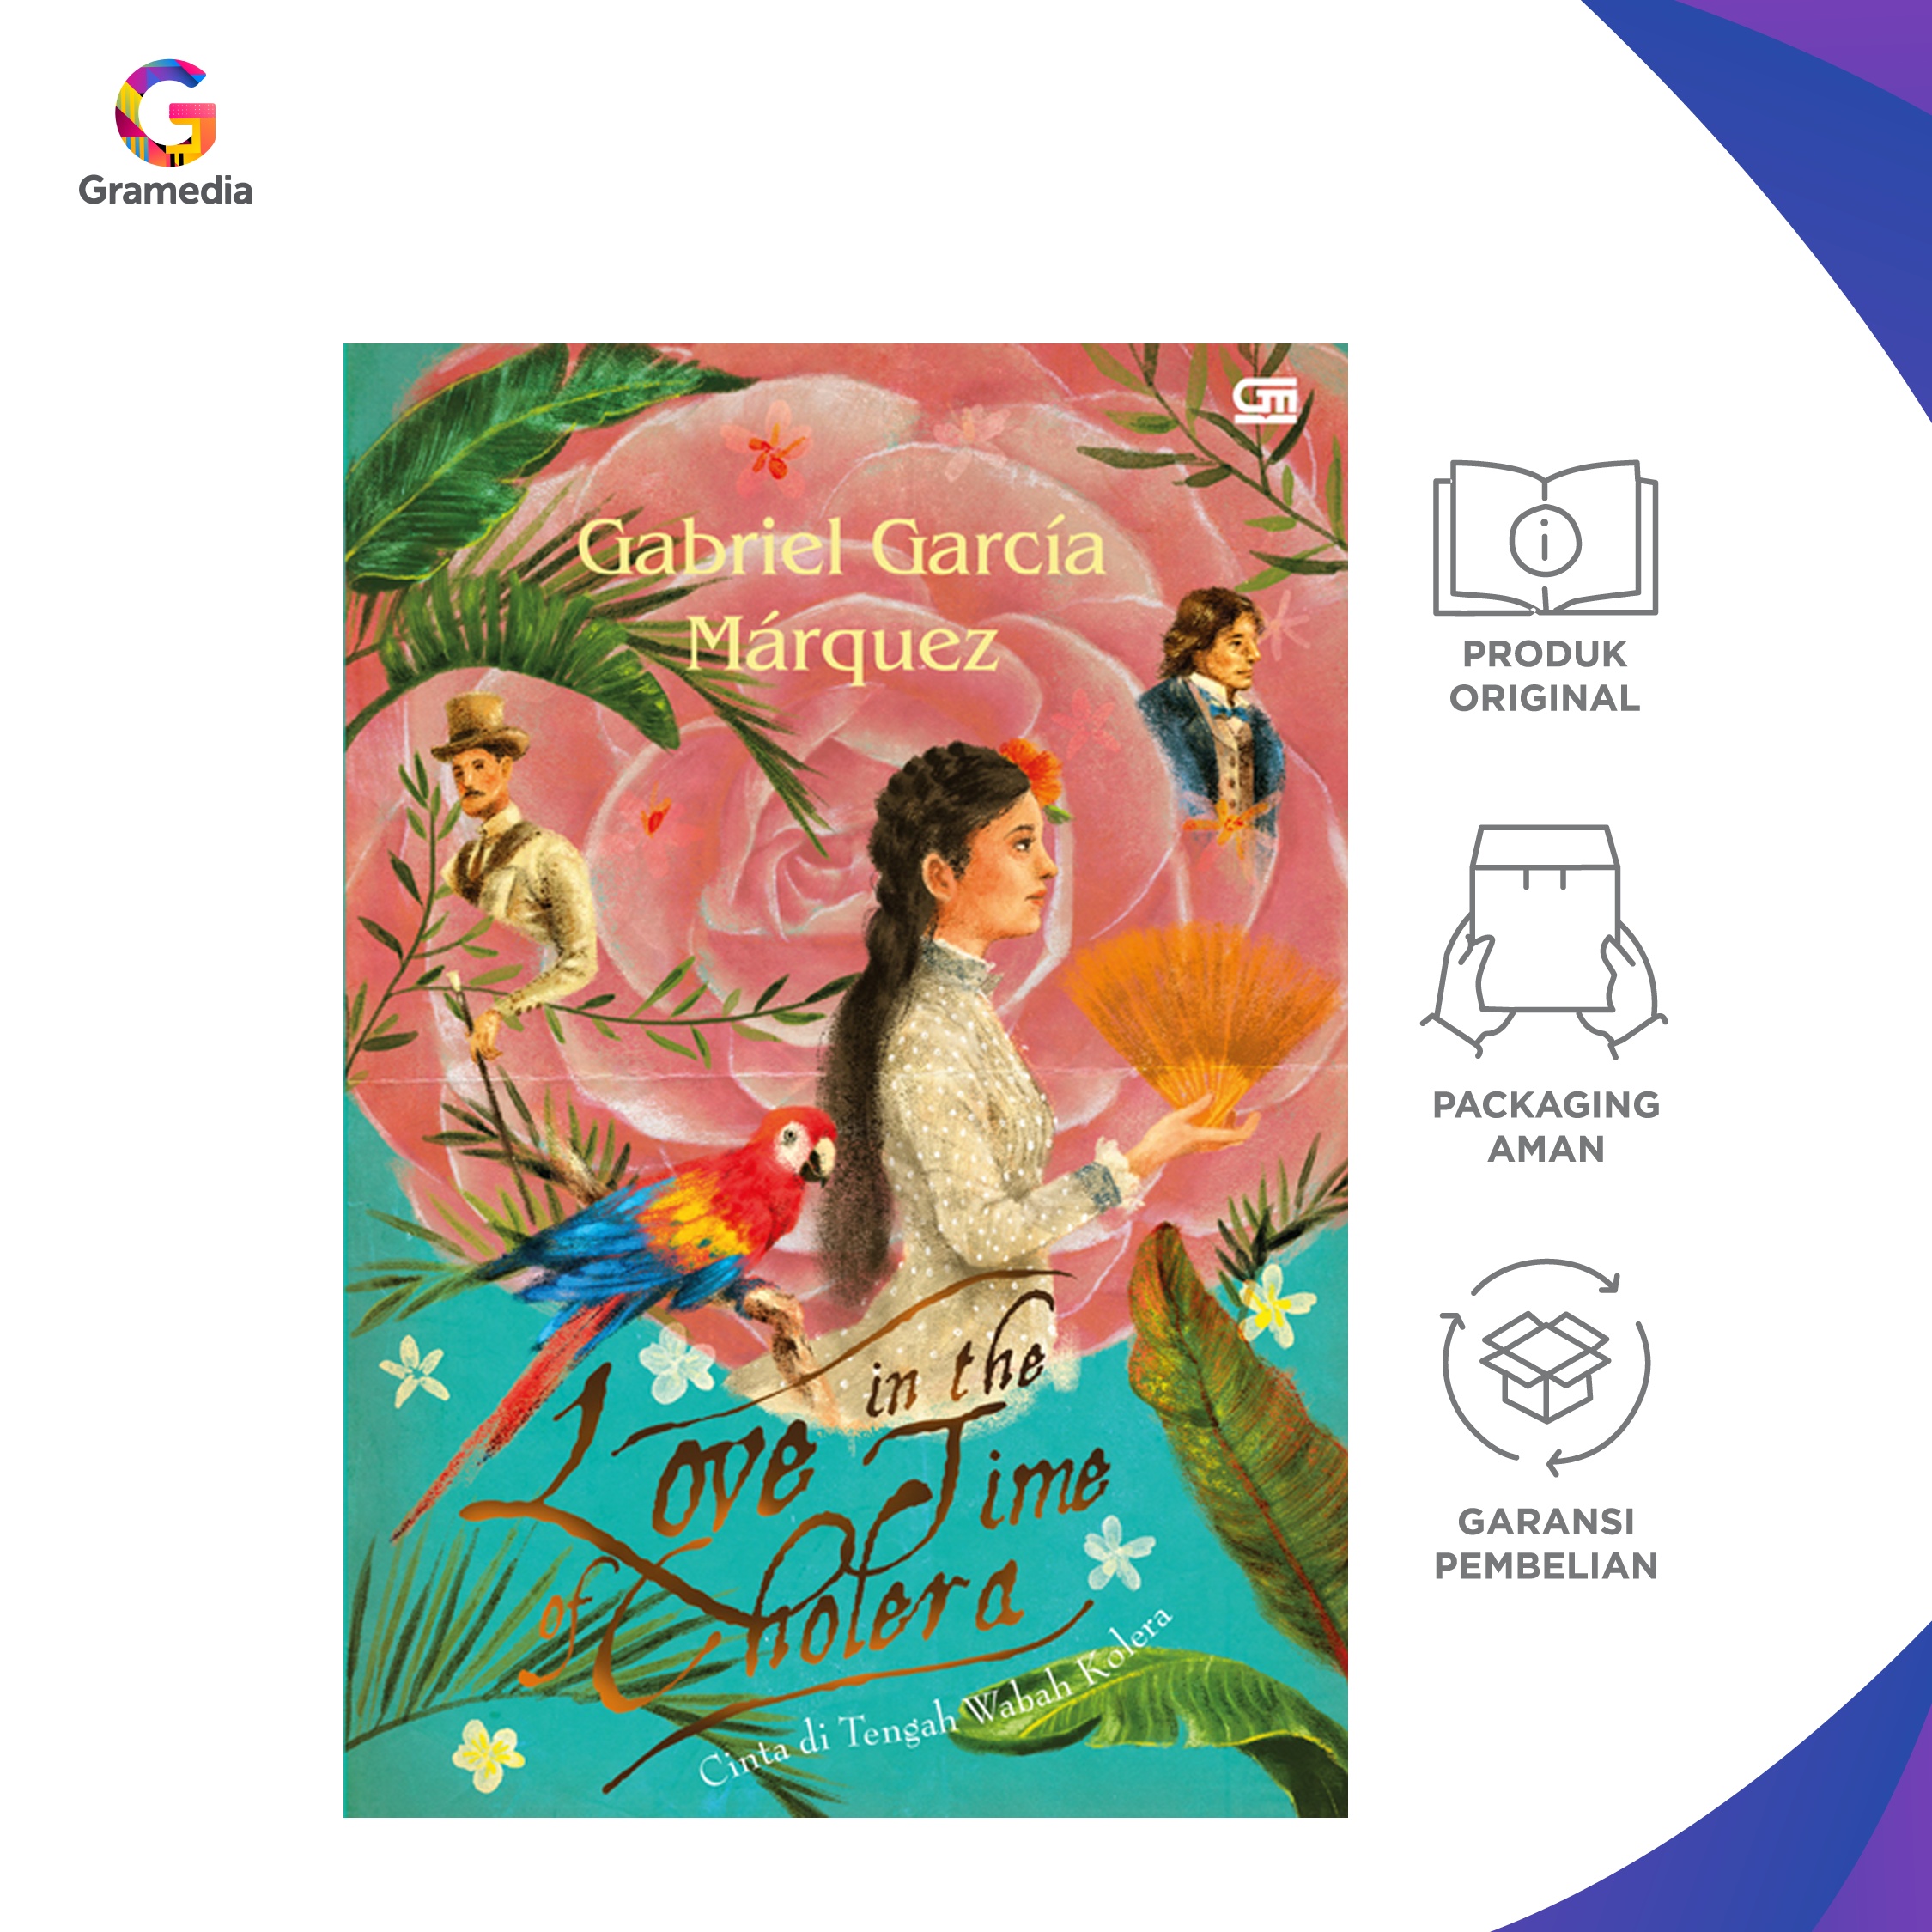 Gramedia
GM
Gabriel García
Márquez
Love in the Time
of Cholera
Cinta di Tengah Wabah Kolera
PRODUK
ORIGINAL
PACKAGING
AMAN
GARANSI
PEMBELIAN